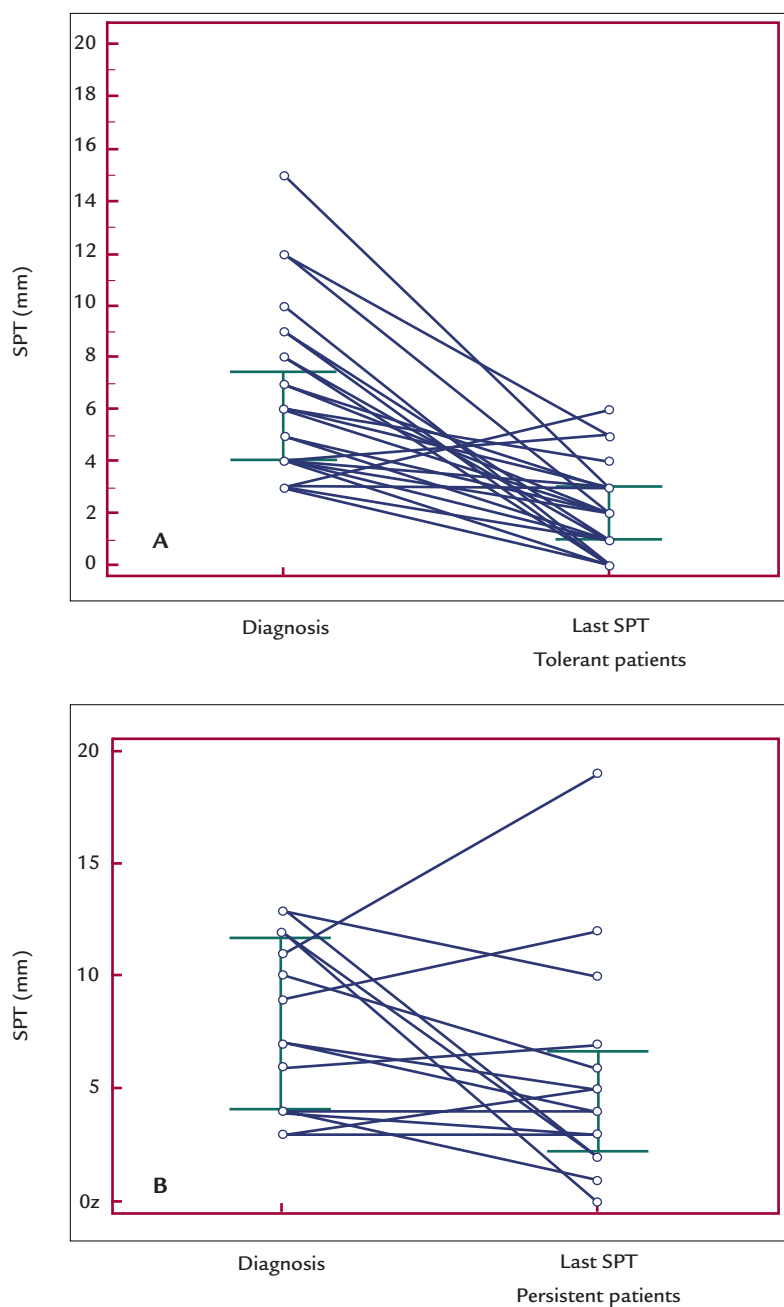 20
18
16
14
12
10
8
6
4
2
0
SPT (mm)
A
Diagnosis
Last SPT
Tolerant patients
20
15
10
5
0z
SPT (mm)
B
Diagnosis
Last SPT
Persistent patients